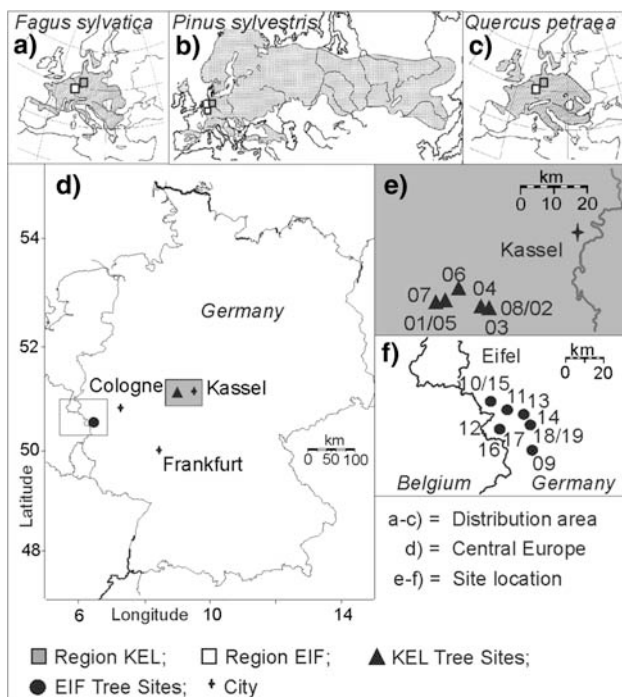 Fagus sylvatica
a)
Pinus sylvestris
b)
Quercus petraea
c)
d)
54
52
51
50
48
Latitude
Germany
Cologne
Kassel
Frankfurt
km
0 50 100
6 10 14
Longitude
e)
km
0 10 20
Kassel
06
07 04
08/02
01/05 03
f)
Eifel
km
0 20
10/15 11 13
14
12 17 18/19
16
09
Belgium Germany
a-c) = Distribution area
d) = Central Europe
e-f) = Site location
Region KEL; Region EIF; KEL Tree Sites;
EIF Tree Sites; City